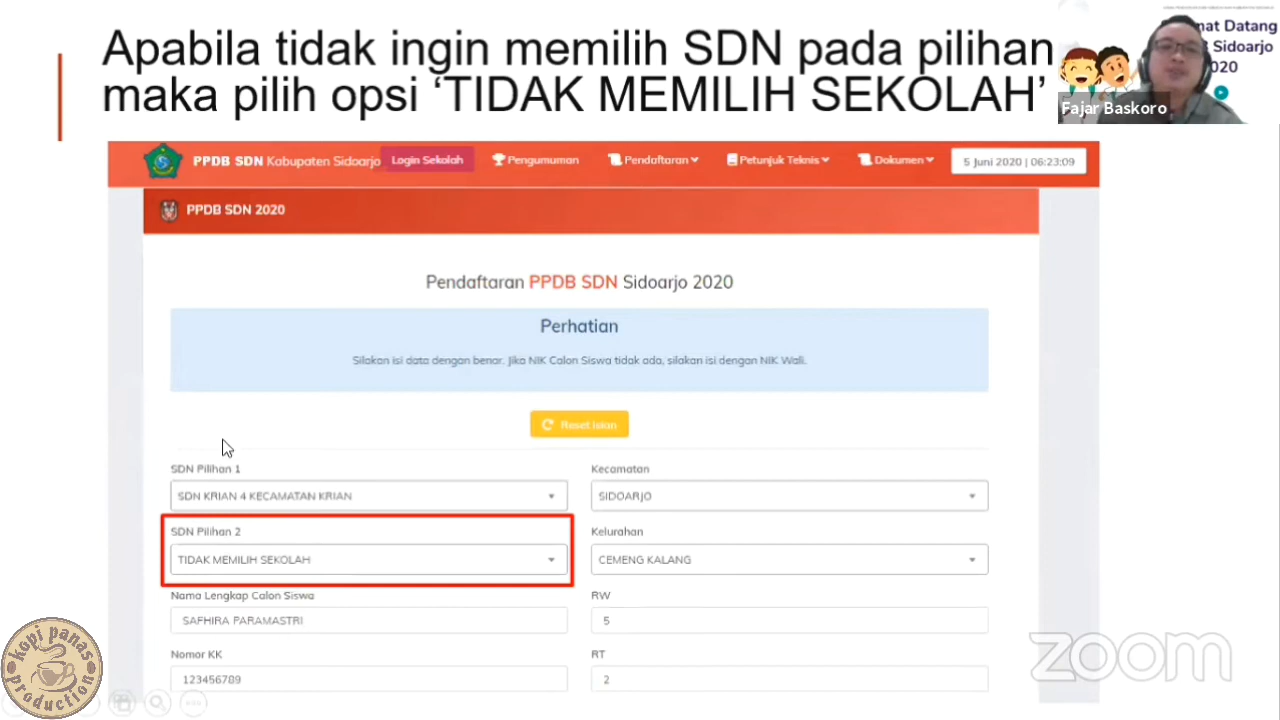 Apabila tidak ingin memilih SDN pada pilihan
maka pilih opsi ‘TIDAK MEMILIH SEKOLAH’
Datang
Sidoarjo
Fajar Baskoro
PPDB SDN Kabupaten Sidoarjo
Login Sekolah
Pengumuman
Pendaftaran
Petunjuk Teknis
Dokumen
5 Juni 2020 | 06:23:09
PPDB SDN 2020
Pendaftaran PPDB SDN Sidoarjo 2020
Perhatian
Silakan isi data dengan benar. Jika NIK Calon Siswa tidak ada, silakan isi dengan NIK Wali.
Reset Isian
SDN Pilihan 1
SDN KRIAN 4 KECAMATAN KRIAN
Kecamatan
SIDOARJO
SDN Pilihan 2
TIDAK MEMILIH SEKOLAH
Kelurahan
CEMENG KALANG
Nama Lengkap Calon Siswa
SAFHIRA PARAMASTRI
RW
5
Nomor KK
123456789
RT
2
kopi panas
production
zoom